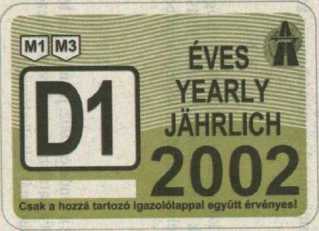 M1 M3
D1
ÉVES
YEARLY
JÄHRLICH
2002
Csak a hozzá tartozó igazolólappal együtt érvényes!